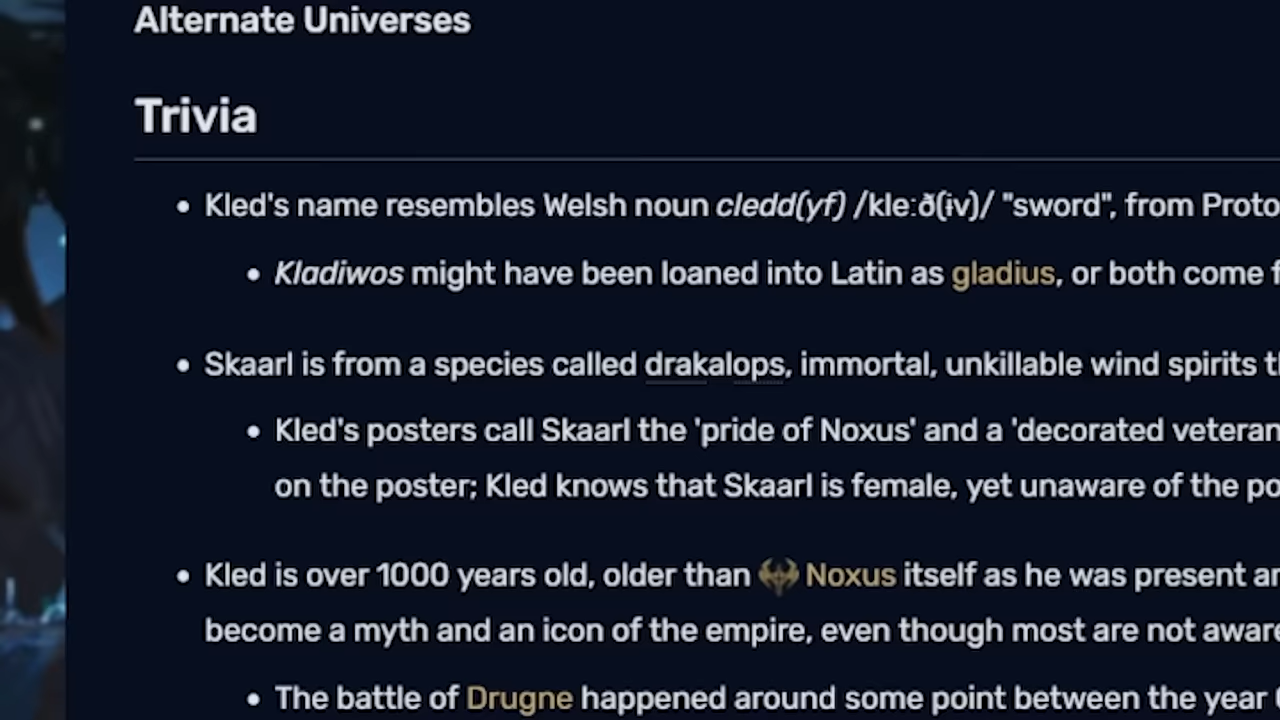 Alternate Universes
Trivia
Kled's name resembles Welsh noun cledd(yf) /kleːð(ɨv)/ "sword", from Proto
Kladiwos might have been loaned into Latin as gladius, or both come f
Skaarl is from a species called drakalops, immortal, unkillable wind spirits th
Kled's posters call Skaarl the 'pride of Noxus' and a 'decorated veteran
on the poster; Kled knows that Skaarl is female, yet unaware of the po
Kled is over 1000 years old, older than Noxus itself as he was present
become a myth and an icon of the empire, even though most are not aware
The battle of Drugne happened around some point between the year